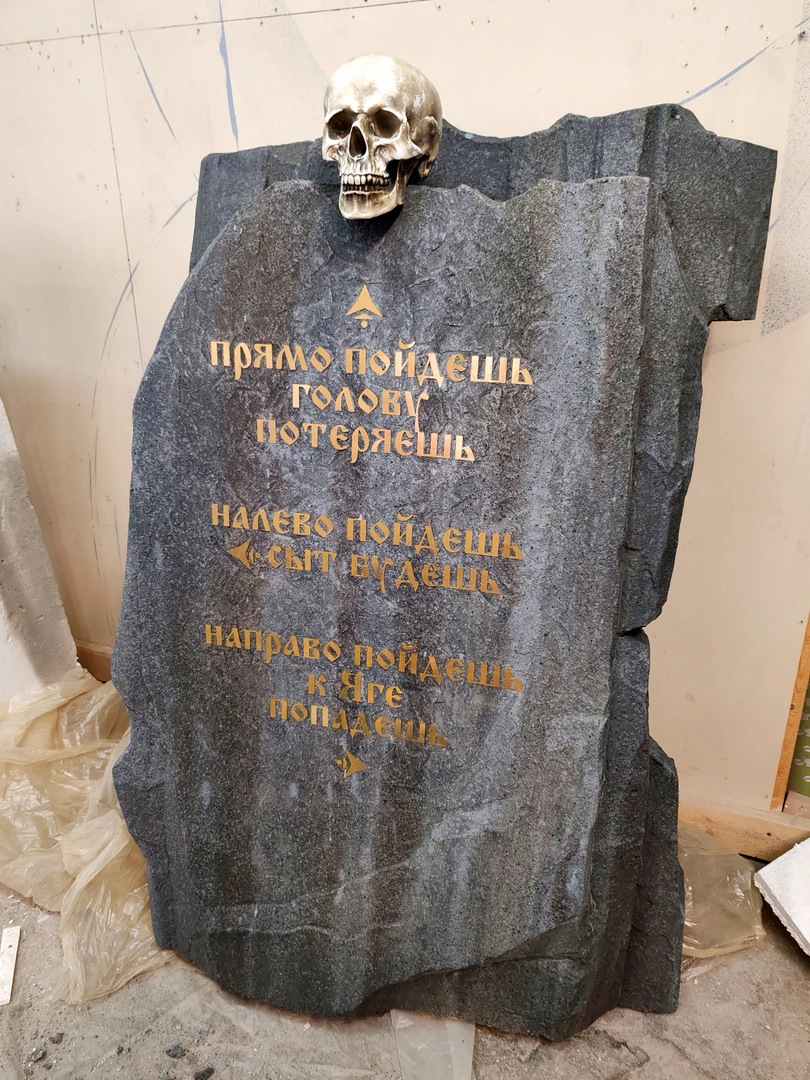 прямо пойдешь
голову
потеряешь
налево пойдешь
сыт будешь
направо пойдешь
к Яге
попадешь